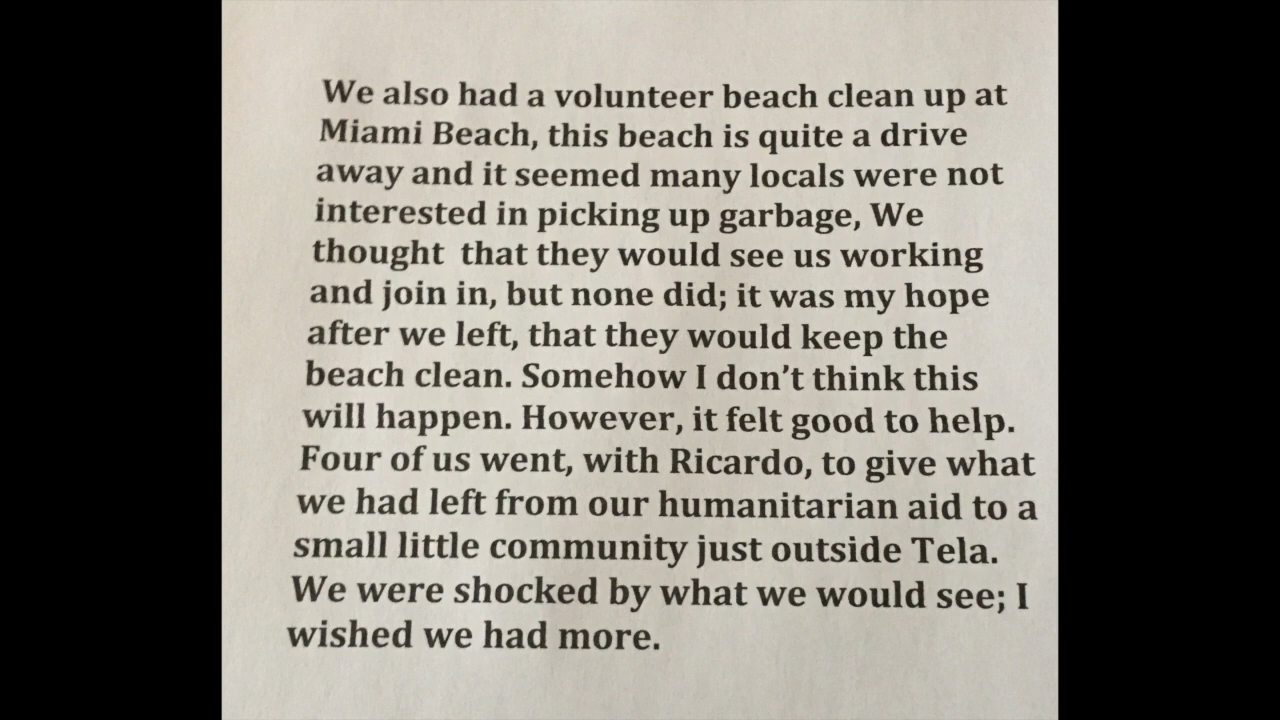 We also had a volunteer beach clean up at
Miami Beach, this beach is quite a drive
away and it seemed many locals were not
interested in picking up garbage, We
thought  that they would see us working
and join in, but none did; it was my hope
after we left, that they would keep the
beach clean. Somehow I don’t think this
will happen. However, it felt good to help.
Four of us went, with Ricardo, to give what
we had left from our humanitarian aid to a
small little community just outside Tela.
We were shocked by what we would see; I
wished we had more.